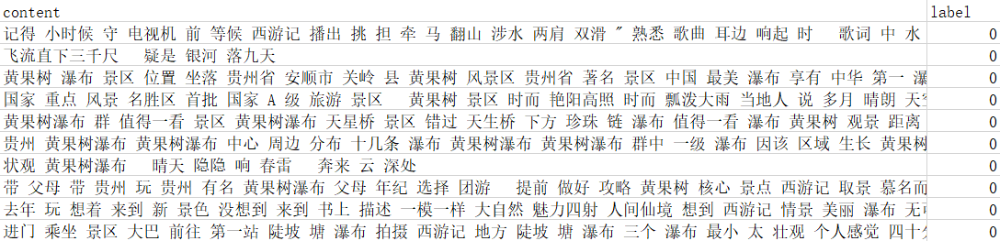 content label
记得 小时候 守 电视机 前 等候 西游记 播出 挑 担 牵 马 翻山 涉水 两肩 双滑 ″ 熟悉 歌曲 耳边 响起 时 歌词 中 水 0
飞流直下三千尺 疑是 银河 落九天 0
黄果树 瀑布 景区 位置 坐落 贵州省 安顺市 关岭 县 黄果树 风景区 贵州省 著名 景区 中国 最美 瀑布 享有 中华 第一 瀑 0
国家 重点 风景 名胜区 首批 国家 A 级 旅游 景区 黄果树 景区 时而 艳阳高照 时而 瓢泼大雨 当地人 说 多月 晴朗 天空 0
黄果树瀑布 群 值得一看 景区 黄果树瀑布 天星桥 景区 错过 天生桥 下方 珍珠 链 瀑布 值得一看 瀑布 黄果树 观景 距离 0
贵州 黄果树瀑布 黄果树瀑布 中心 周边 分布 十几条 瀑布 黄果树瀑布 黄果树瀑布 群中 一级 瀑布 因该 区域 生长 黄果树 0
状观 黄果树瀑布 晴天 隐隐 响 春雷 奔来 云 深处 0
带 父母 带 贵州 玩 贵州 有名 黄果树瀑布 父母 年纪 选择 团游 提前 做好 攻略 黄果树 核心 景点 西游记 取景 慕名而 0
去年 玩 想着 来到 新 景色 没想到 来到 书上 描述 一模一样 大自然 魅力四射 人间仙境 想到 西游记 情景 美丽 瀑布 无可 0
进门 乘坐 景区 大巴 前往 第一站 陡坡 塘 瀑布 拍摄 西游记 地方 陡坡 塘 瀑布 三个 瀑布 最小 太 壮观 个人感觉 四十分 0